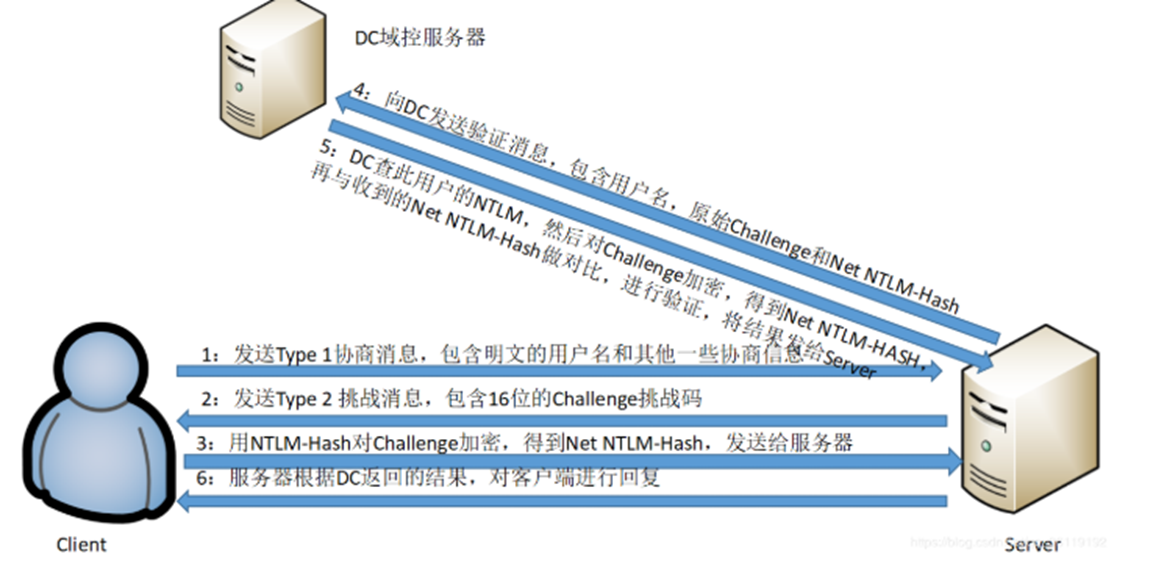 DC域控服务器
4：向DC发送验证消息，包含用户名，原始Challenge和Net NTLM-Hash
5：DC查此用户的NTLM，然后对Challenge加密，得到Net NTLM-HASH，
再与收到的Net NTLM-Hash做对比，进行验证，将结果发给Server
1：发送Type 1协商消息，包含明文的用户名和其他一些协商信息
2：发送Type 2 挑战消息，包含16位的Challenge挑战码
3：用NTLM-Hash对Challenge加密，得到Net NTLM-Hash，发送给服务器
6：服务器根据DC返回的结果，对客户端进行回复
Client
Server